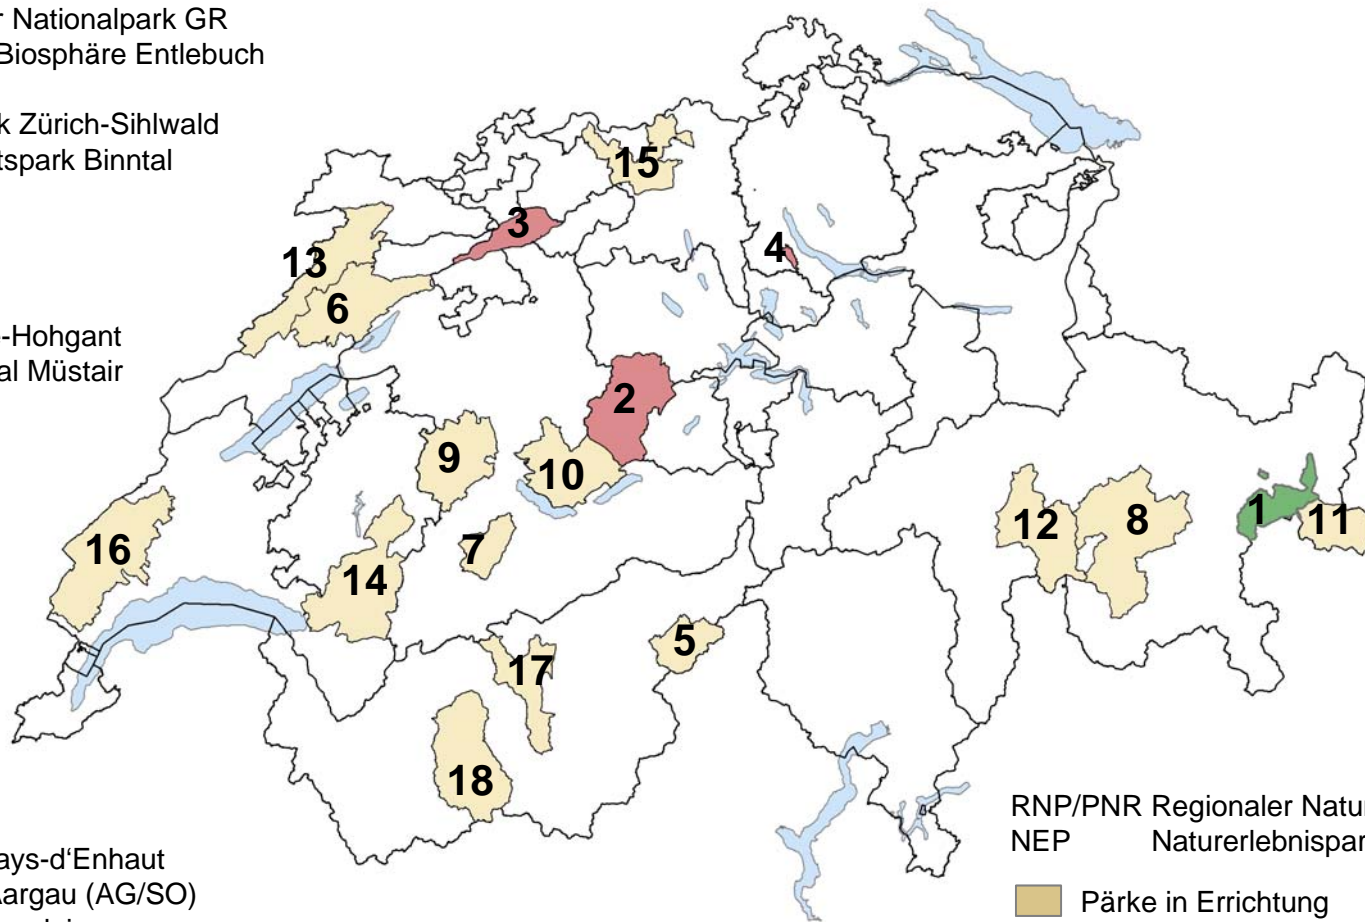 r Nationalpark GR
Biosphäre Entlebuch
k Zürich-Sihlwald
tspark Binntal
-Hohgant
al Müstair
15
3
4
13
6
2
9
10
1
12
8
11
16
7
14
5
17
18
RNP/PNR Regionaler Natur
NEP Naturerlebnispar
ays-d‘Enhaut
Aargau (AG/SO)
Pärke in Errichtung